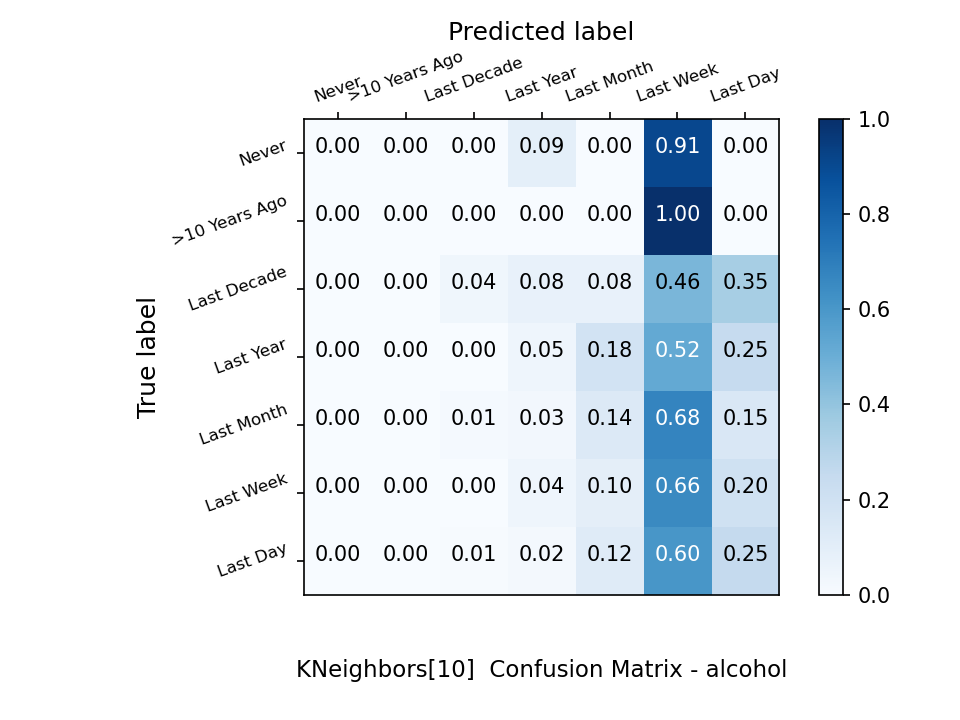 Predicted label
Never >10 Years Ago Last Decade Last Year Last Month Last Week Last Day
True label
Never 0.00 0.00 0.00 0.09 0.00 0.91 0.00
>10 Years Ago 0.00 0.00 0.00 0.00 0.00 1.00 0.00
Last Decade 0.00 0.00 0.04 0.08 0.08 0.46 0.35
Last Year 0.00 0.00 0.00 0.05 0.18 0.52 0.25
Last Month 0.00 0.00 0.01 0.03 0.14 0.68 0.15
Last Week 0.00 0.00 0.00 0.04 0.10 0.66 0.20
Last Day 0.00 0.00 0.01 0.02 0.12 0.60 0.25
1.0
0.8
0.6
0.4
0.2
0.0
KNeighbors[10]  Confusion Matrix - alcohol